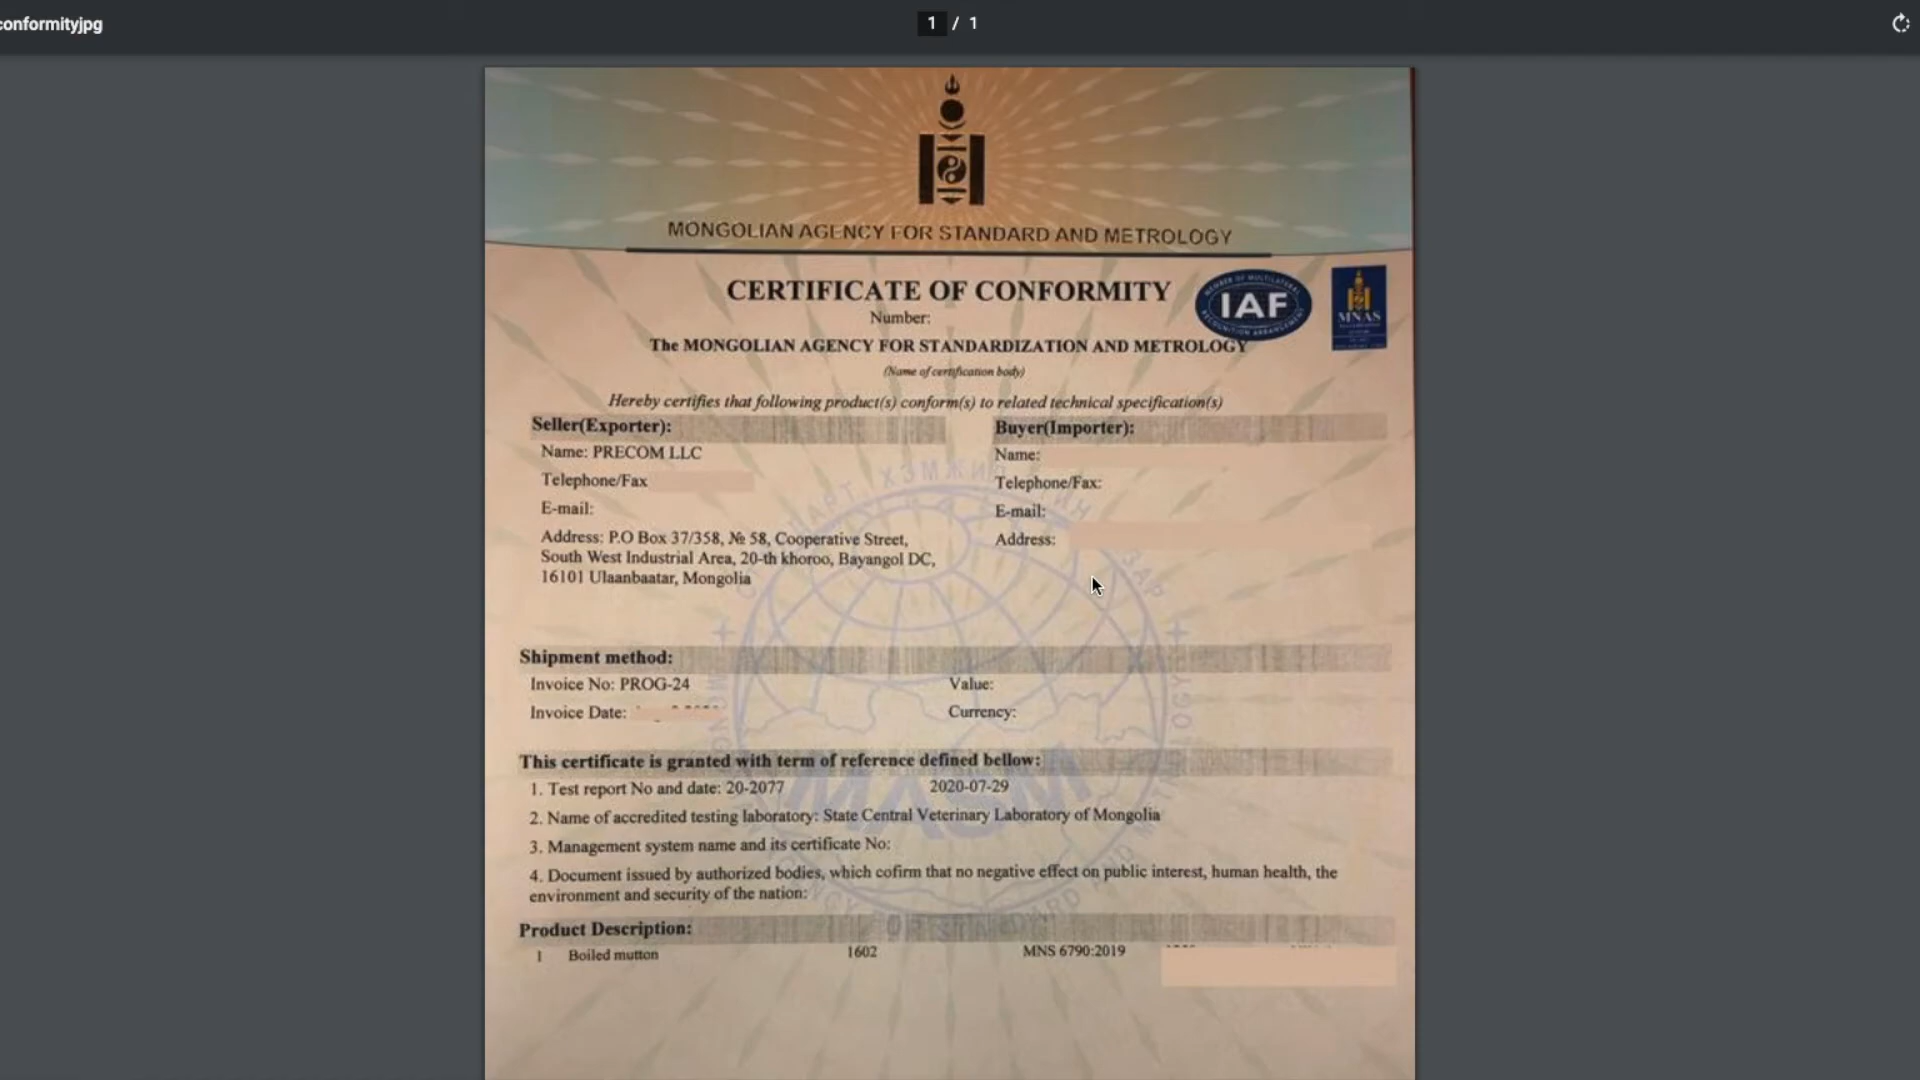 conformityjpg
1 / 1
MONGOLIAN AGENCY FOR STANDARD AND METROLOGY
CERTIFICATE OF CONFORMITY
Number:
IAF
MNAS
The MONGOLIAN AGENCY FOR STANDARDIZATION AND METROLOGY
(Name of certification body)
Hereby certifies that following product(s) conform(s) to related technical specification(s)
Seller(Exporter):
Name: PRECOM LLC
Telephone/Fax
E-mail:
Address: P.O Box 37/358, № 58, Cooperative Street,
South West Industrial Area, 20-th khoroo, Bayangol DC,
16101 Ulaanbaatar, Mongolia
Buyer(Importer):
Name:
Telephone/Fax:
E-mail:
Address:
Shipment method:
Invoice No: PROG-24 Value:
Invoice Date: Currency:
This certificate is granted with term of reference defined bellow:
1. Test report No and date: 20-2077 2020-07-29
2. Name of accredited testing laboratory: State Central Veterinary Laboratory of Mongolia
3. Management system name and its certificate No:
4. Document issued by authorized bodies, which cofirm that no negative effect on public interest, human health, the
environment and security of the nation:
Product Description:
1 Boiled mutton 1602 MNS 6790:2019
MASM